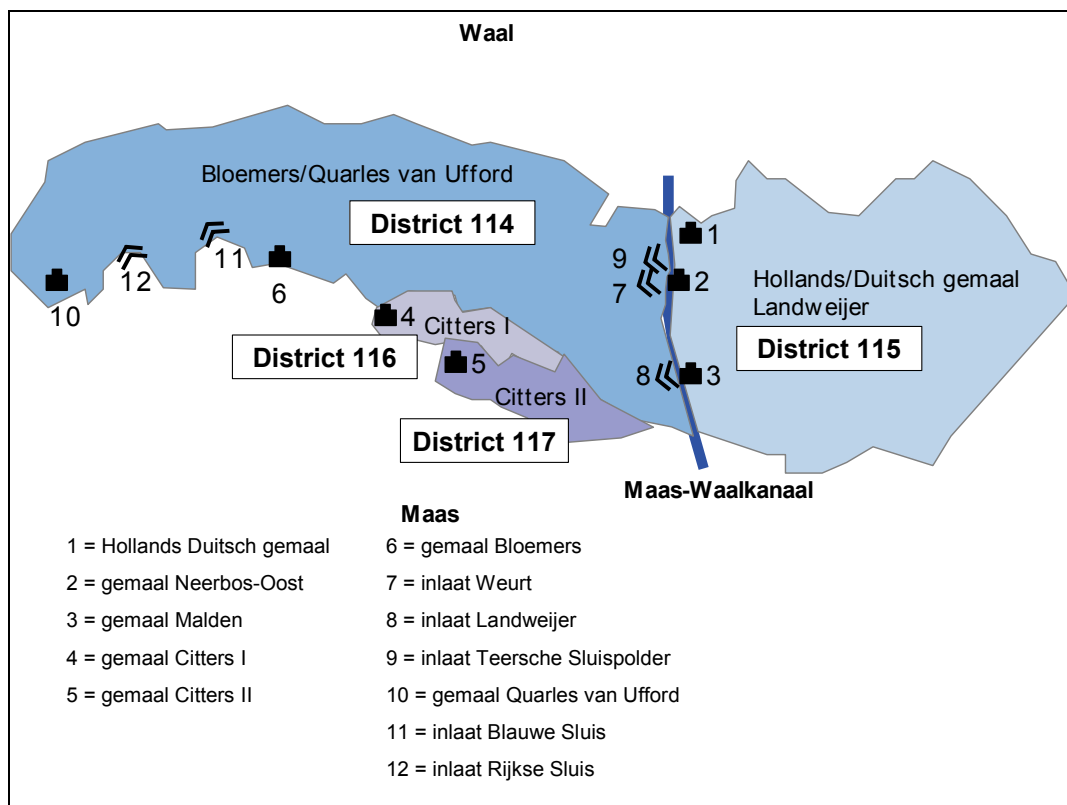 Waal
Bloemers/Quarles van Ufford
District 114
1
9
2
7
Hollands/Duitsch gemaal
Landweijer
District 115
11
12
6
10
4
Citters I
District 116
5
8
3
Citters II
District 117
Maas-Waalkanaal
Maas
1 = Hollands Duitsch gemaal
2 = gemaal Neerbos-Oost
3 = gemaal Malden
4 = gemaal Citters I
5 = gemaal Citters II
6 = gemaal Bloemers
7 = inlaat Weurt
8 = inlaat Landweijer
9 = inlaat Teersche Sluispolder
10 = gemaal Quarles van Ufford
11 = inlaat Blauwe Sluis
12 = inlaat Rijkse Sluis